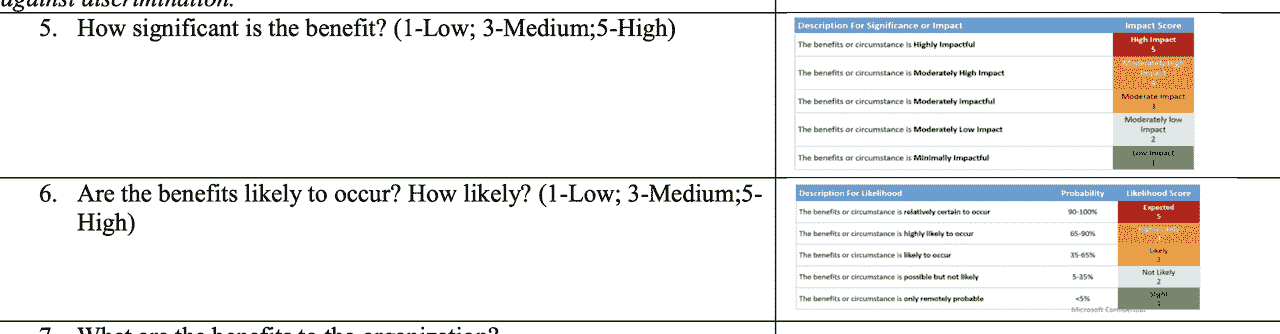 against discrimination.
5. How significant is the benefit? (1-Low; 3-Medium;5-High)
Description For Significance or Impact Impact Score
The benefits or circumstance is Highly Impactful High Impact 5
The benefits or circumstance is Moderately High Impact Moderately High Impact
The benefits or circumstance is Moderately Impactful Moderate Impact 3
The benefits or circumstance is Moderately Low Impact Moderately low Impact 2
The benefits or circumstance is Minimally Impactful Low Impact 1
6. Are the benefits likely to occur? How likely? (1-Low; 3-Medium;5-
High)
Description For Likelihood Probability Likelihood Score
The benefits or circumstance is relatively certain to occur 90-100% Expected 5
The benefits or circumstance is highly likely to occur 65-90%
The benefits or circumstance is likely to occur 35-65% Likely 3
The benefits or circumstance is possible but not likely 5-35% Not Likely 2
The benefits or circumstance is only remotely probable <5%
Microsoft Confidential
7. What are the benefits to the organization?